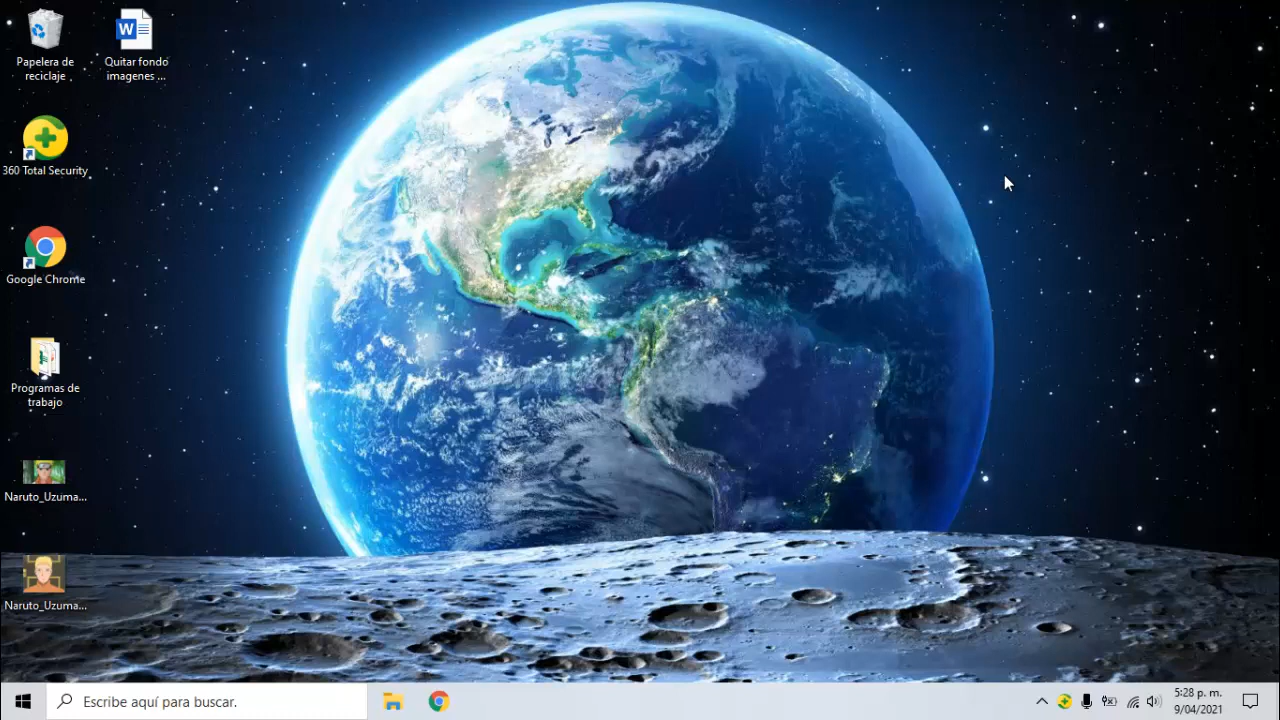 Papelera de
reciclaje
Quitar fondo
imagenes ...
360 Total Security
Google Chrome
Programas de
trabajo
Naruto_Uzuma...
Naruto_Uzuma...
Escribe aquí para buscar.
5:28 p. m.
9/04/2021